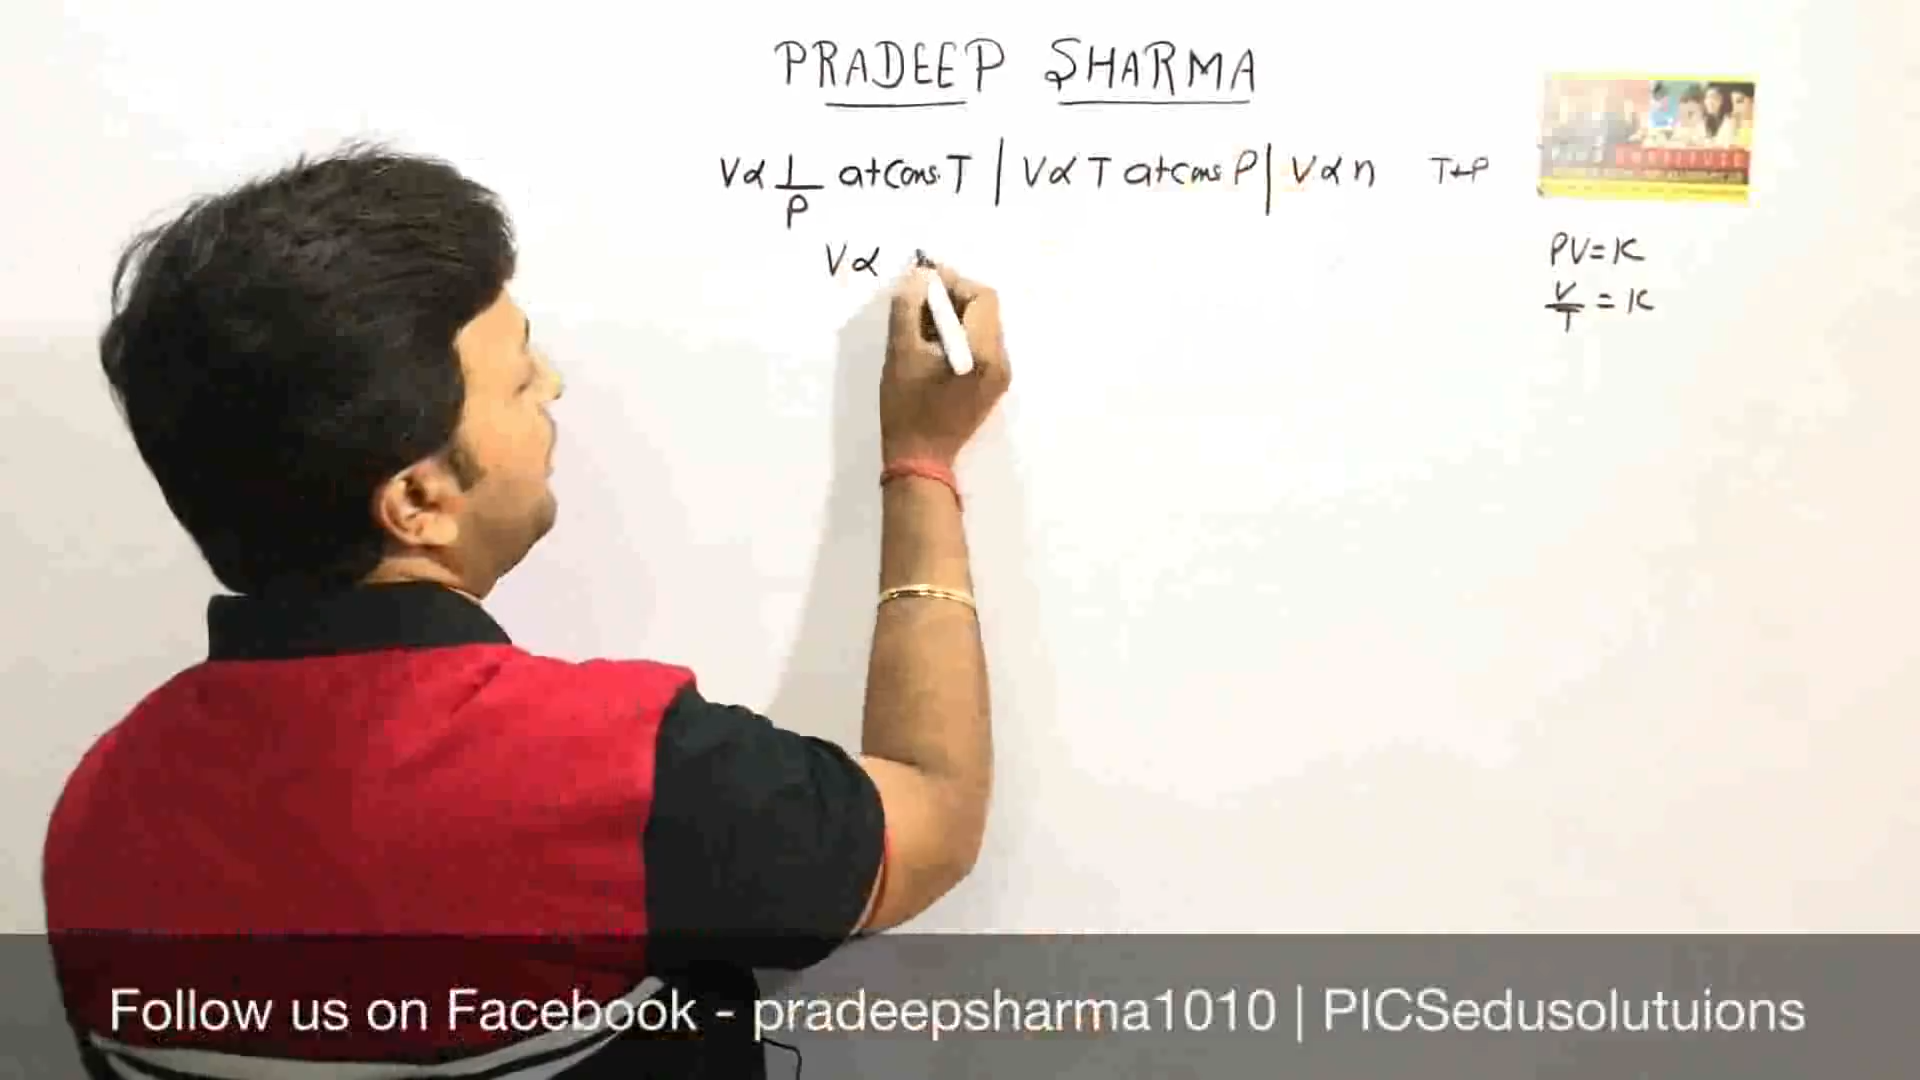 PRADEEP SHARMA
V∝ 1/P at cons. T | V∝ T at cons P | V∝ n T+P
V∝
PV=K
V/T = K
Follow us on Facebook - pradeepsharma1010 | PICSedusolutuions